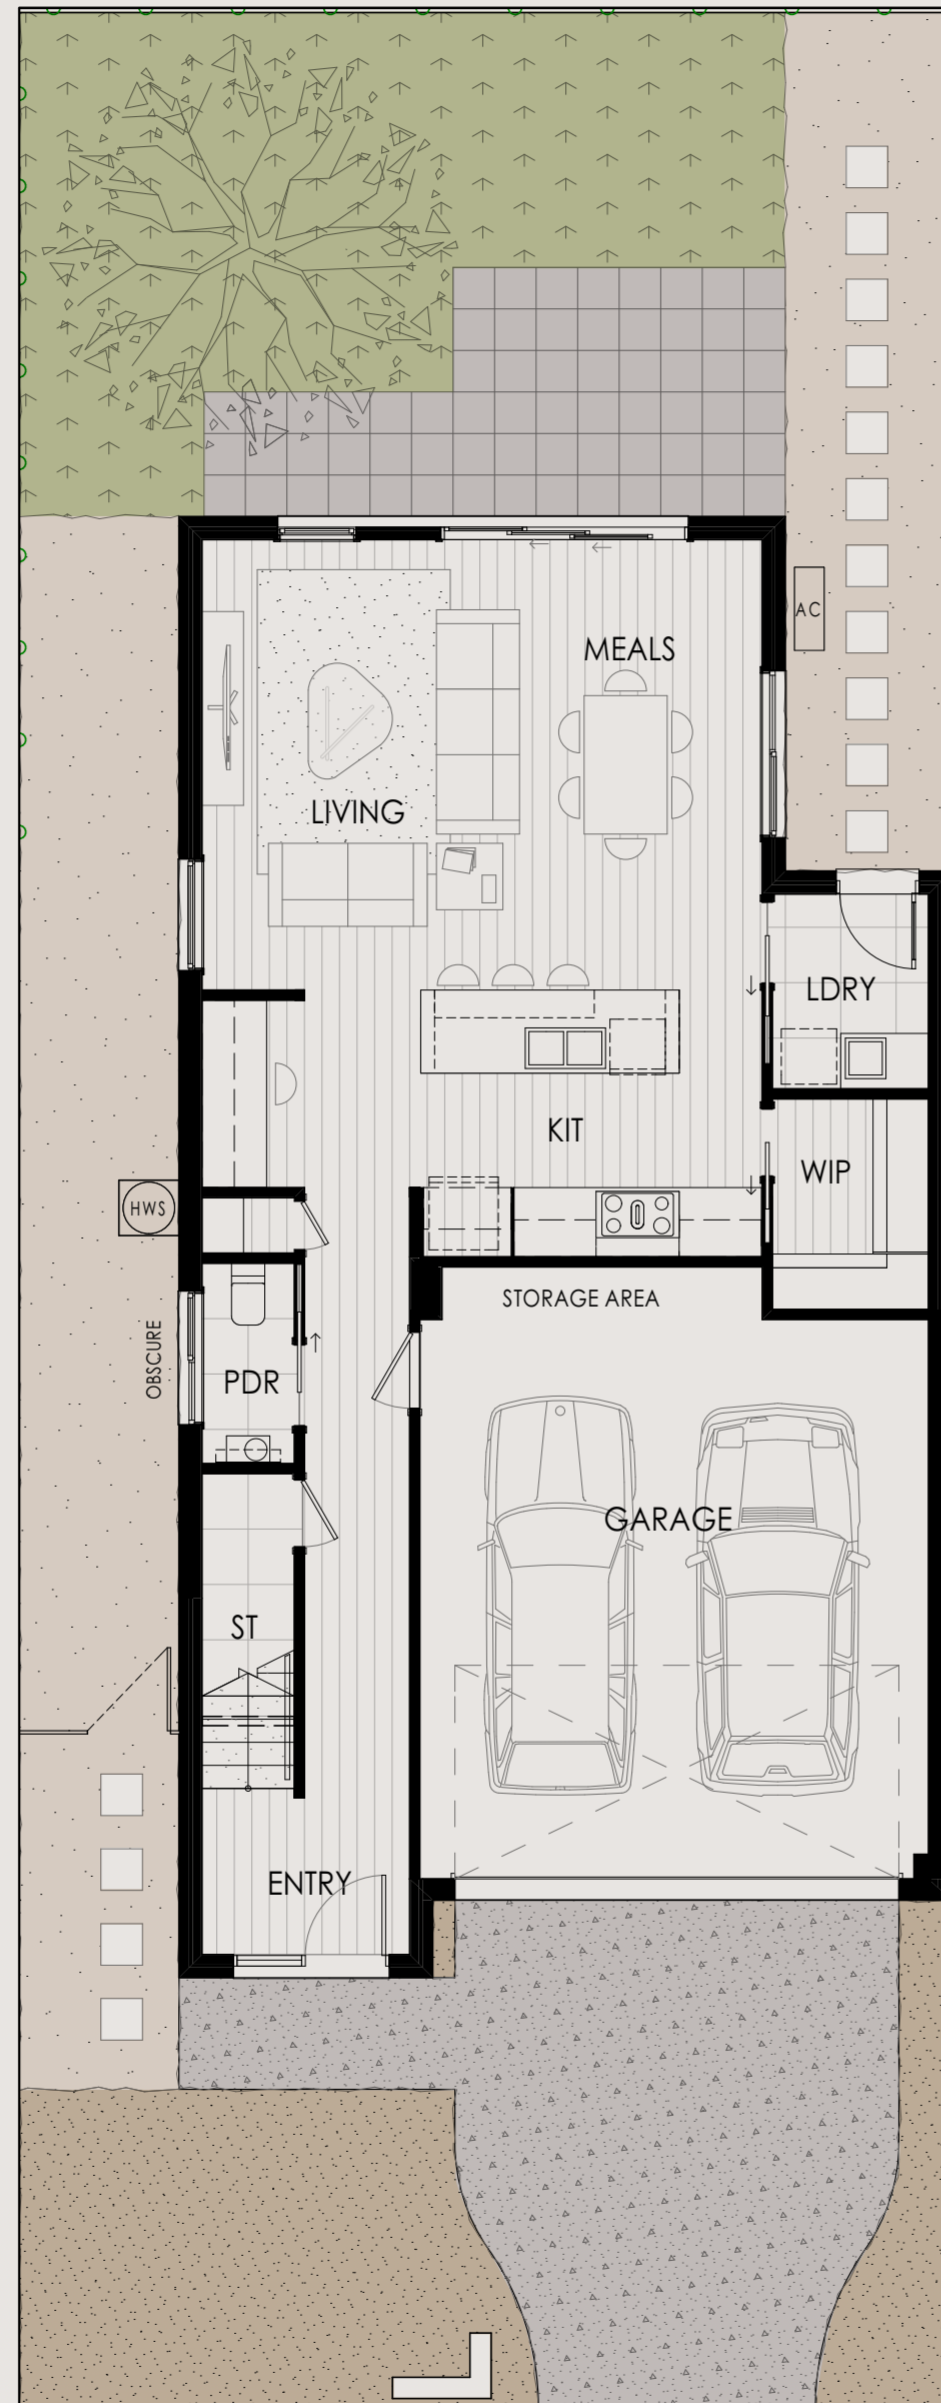 AC
MEALS
LIVING
LDRY
KIT
WIP
HWS
STORAGE AREA
OBSCURE
PDR
GARAGE
ST
ENTRY